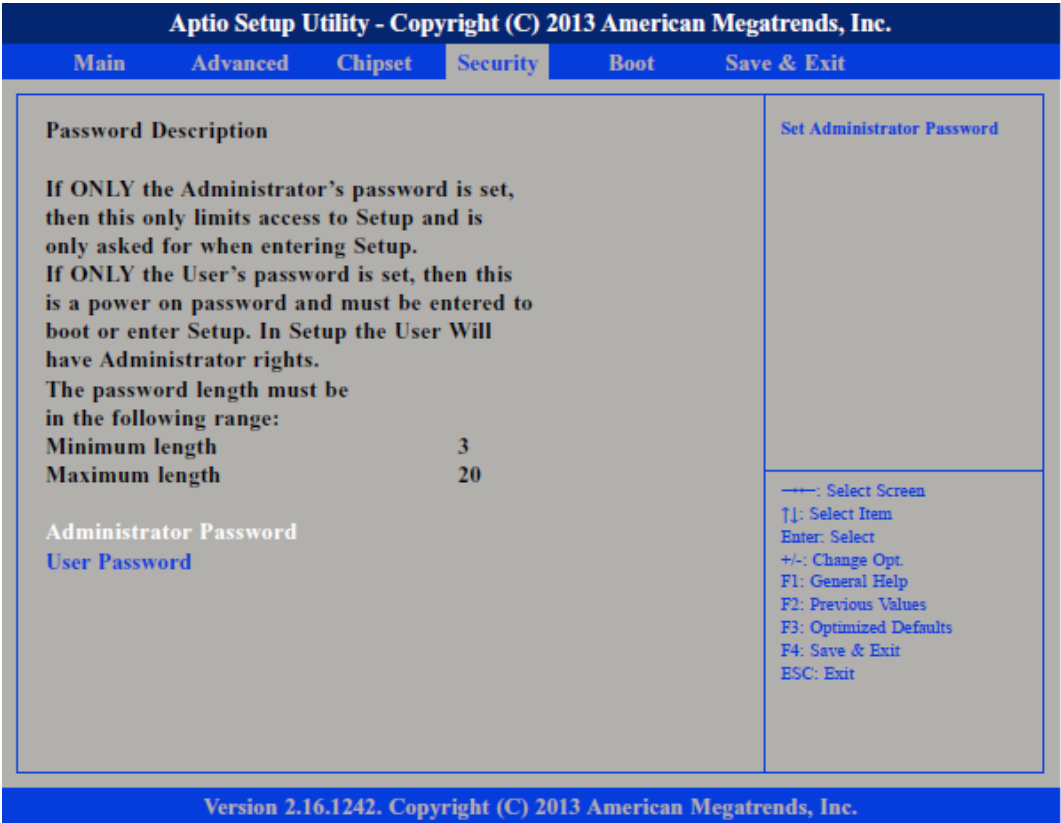 Aptio Setup Utility - Copyright (C) 2013 American Megatrends, Inc.
Main Advanced Chipset Security Boot Save & Exit
Password Description
If ONLY the Administrator’s password is set,
then this only limits access to Setup and is
only asked for when entering Setup.
If ONLY the User’s password is set, then this
is a power on password and must be entered to
boot or enter Setup. In Setup the User Will
have Administrator rights.
The password length must be
in the following range:
Minimum length 3
Maximum length 20
Administrator Password
User Password
Set Administrator Password
→←: Select Screen
↑↓: Select Item
Enter: Select
+/-: Change Opt.
F1: General Help
F2: Previous Values
F3: Optimized Defaults
F4: Save & Exit
ESC: Exit
Version 2.16.1242. Copyright (C) 2013 American Megatrends, Inc.